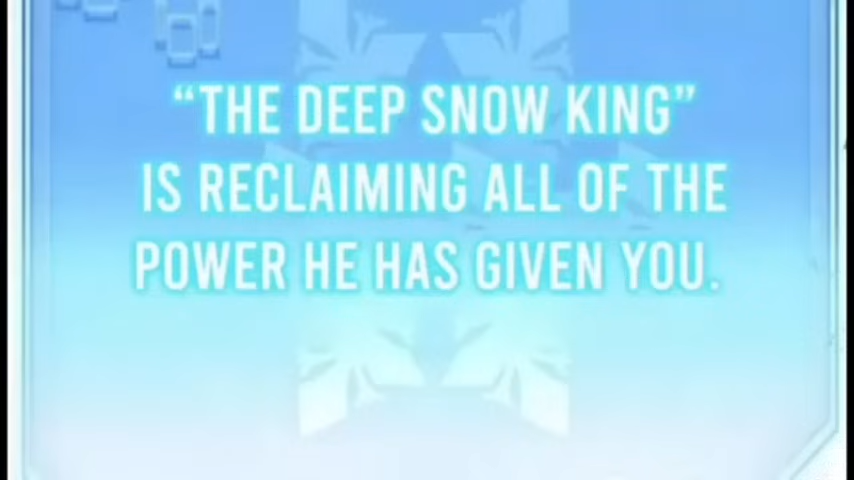 “THE DEEP SNOW KING”
IS RECLAIMING ALL OF THE
POWER HE HAS GIVEN YOU.